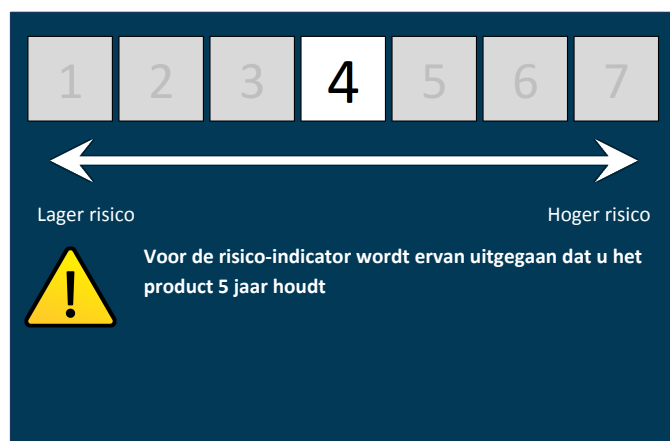 1 2 3 4 5 6 7
Lager risico Hoger risico
Voor de risico-indicator wordt ervan uitgegaan dat u het
product 5 jaar houdt